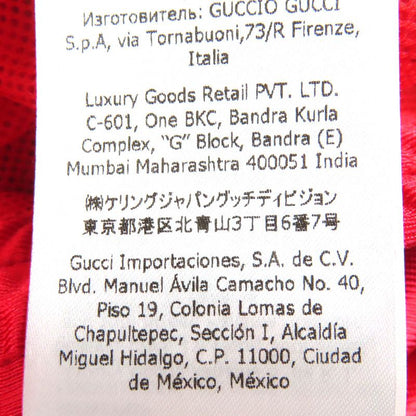 Изготовитель: GUCCIO GUCCI
S.p.A, via Tornabuoni,73/R Firenze,
Italia
Luxury Goods Retail PVT. LTD.
C-601, One BKC, Bandra Kurla
Complex, “G” Block, Bandra (E)
Mumbai Maharashtra 400051 India
㈱ケリングジャパングッチディビジョン
東京都港区北青山3丁目6番7号
Gucci Importaciones, S.A. de C.V.
Blvd. Manuel Ávila Camacho No. 40,
Piso 19, Colonia Lomas de
Chapultepec, Sección I, Alcaldía
Miguel Hidalgo, C.P. 11000, Ciudad
de México, México